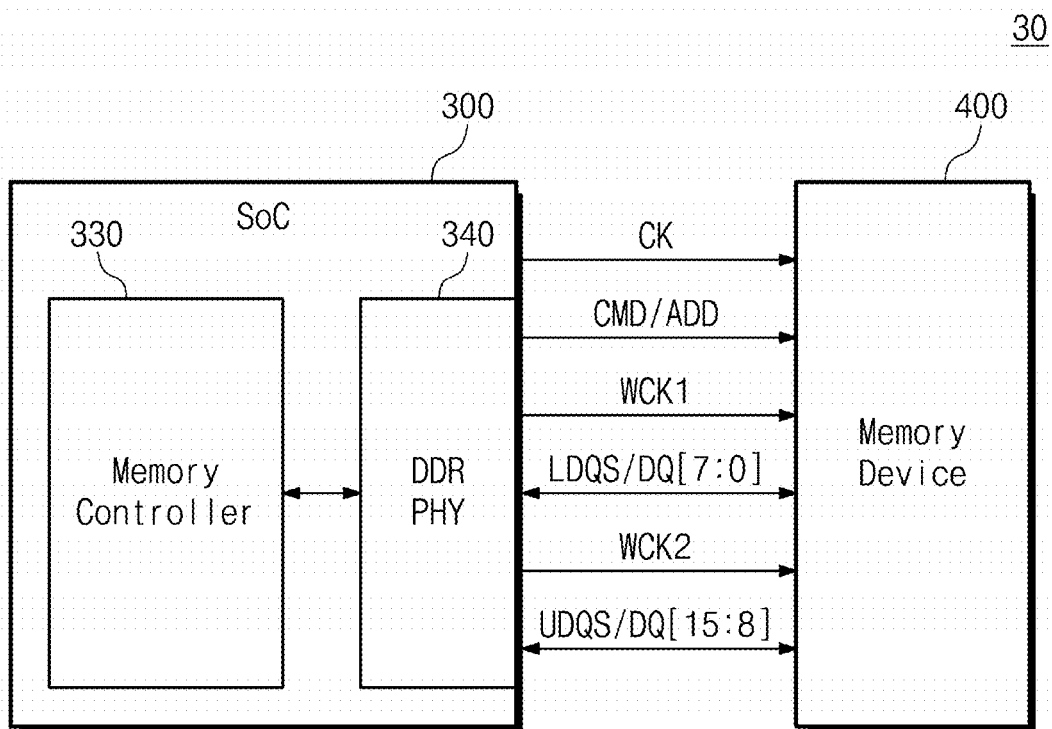 30
300
400
SoC
330
340
CK
CMD/ADD
WCK1
Memory
Controller
DDR
PHY
LDQS/DQ[7:0]
Memory
Device
WCK2
UDQS/DQ[15:8]